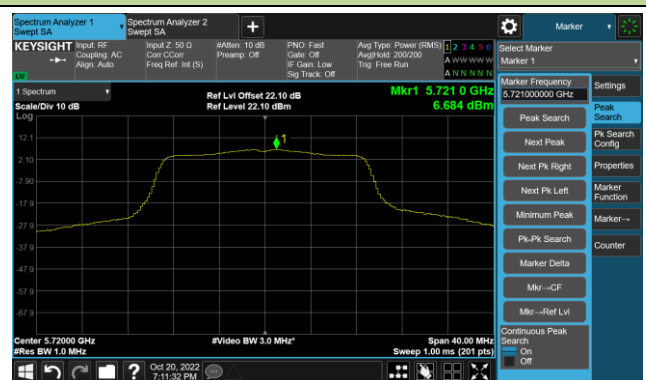 Spectrum Analyzer 1
Swept SA
Spectrum Analyzer 2
Swept SA
+
Marker
KEYSIGHT
Input: RF
Coupling: AC
Align: Auto
Input Z: 50 Ω
Corr CCorr
Freq Ref: Int (S)
#Atten: 10 dB
Preamp: Off
PNO: Fast
Gate: Off
IF Gain: Low
Sig Track: Off
Avg Type: Power (RMS)
Avg|Hold: 200/200
Trig: Free Run
1 2 3 4 5 6
A W W W W W
A N N N N N
LW
Select Marker
Marker 1
1 Spectrum
Scale/Div 10 dB
Log
Ref Lvl Offset 22.10 dB
Ref Level 22.10 dBm
Mkr1 5.721 0 GHz
6.684 dBm
1
12.1
2.10
-7.90
-17.9
-27.9
-37.9
-47.9
-57.9
-67.9
Center 5.72000 GHz
#Res BW 1.0 MHz
#Video BW 3.0 MHz*
Span 40.00 MHz
Sweep 1.00 ms (201 pts)
Marker Frequency
5.721000000 GHz
Peak Search
Next Peak
Next Pk Right
Next Pk Left
Minimum Peak
Pk-Pk Search
Marker Delta
Mkr→CF
Mkr→Ref Lvl
Continuous Peak
Search
On
Off
Settings
Peak
Search
Pk Search
Config
Properties
Marker
Function
Marker→
Counter
?
Oct 20, 2022
7:11:32 PM